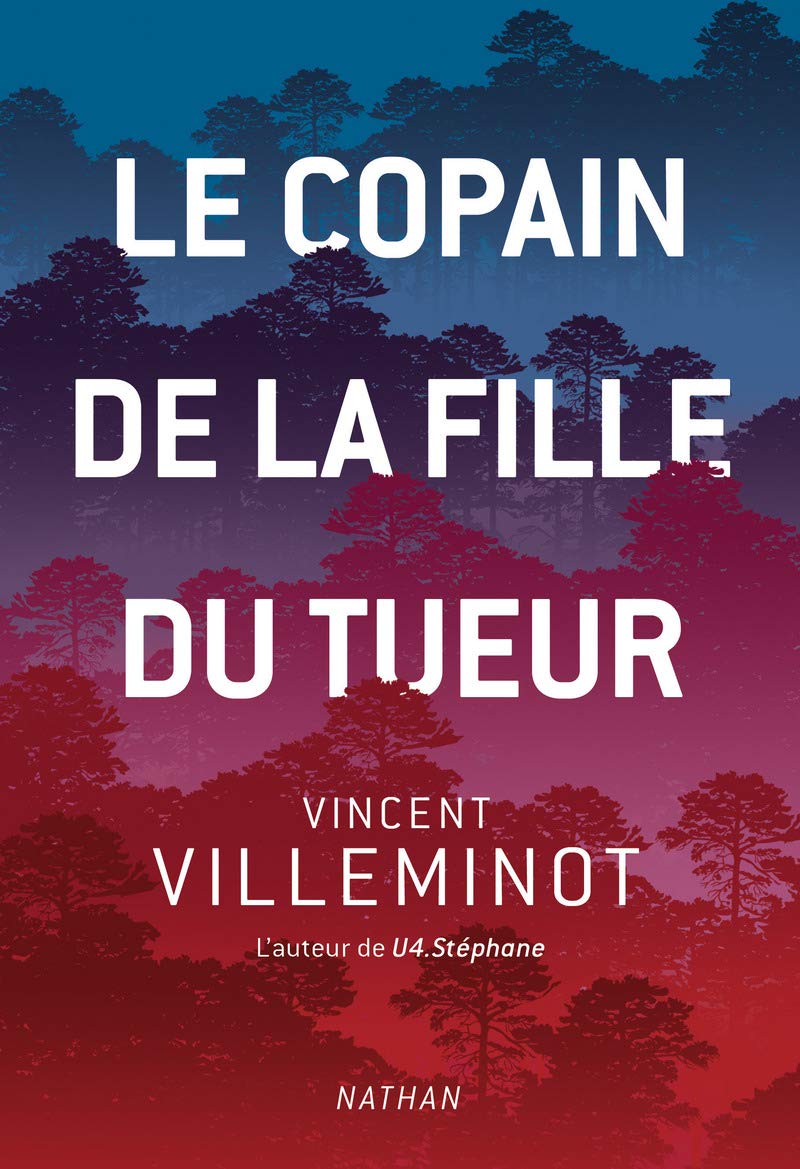 LE COPAIN
DE LA FILLE
DU TUEUR
VINCENT
VILLEMINOT
L'auteur de U4.Stéphane
NATHAN